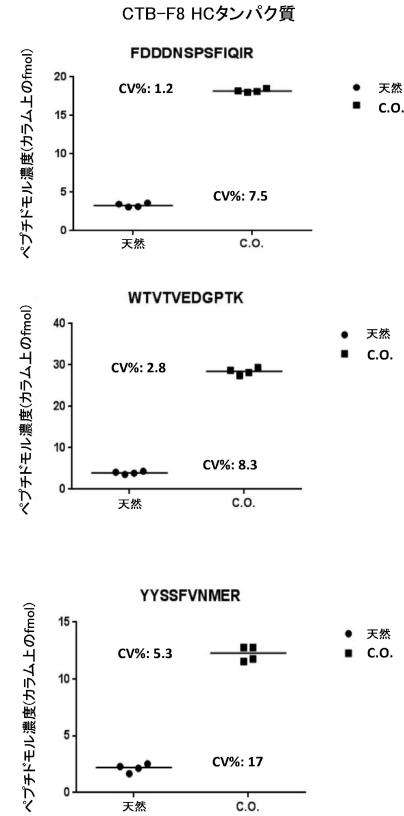 CTB-F8 HCタンパク質
FDDDNSPSFIQIR
ペプチドモル濃度(カラム上のfmol)
20
15
10
5
0
CV%: 1.2
CV%: 7.5
天然
C.O.
天然
C.O.
WTVTVEDGPTK
ペプチドモル濃度(カラム上のfmol)
40
30
20
10
0
CV%: 2.8
CV%: 8.3
天然
C.O.
天然
C.O.
YYSSFVNMER
ペプチドモル濃度(カラム上のfmol)
15
10
5
0
CV%: 5.3
CV%: 17
天然
C.O.
天然
C.O.